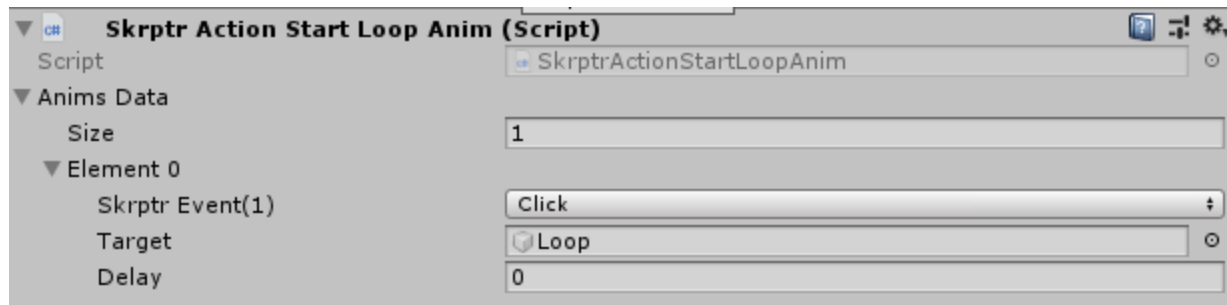 Skrptr Action Start Loop Anim (Script)
Script SkrptrActionStartLoopAnim
Anims Data
Size 1
Element 0
Skrptr Event(1) Click
Target Loop
Delay 0